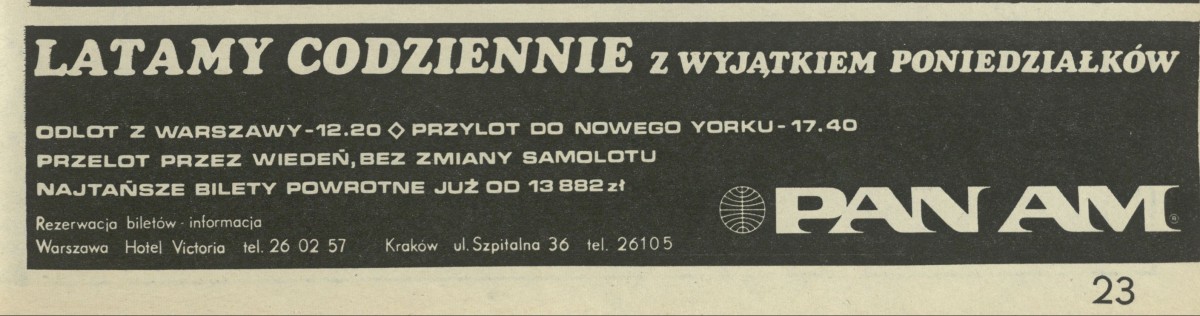 LATAMY CODZIENNIE Z WYJĄTKIEM PONIEDZIAŁKÓW
ODLOT Z WARSZAWY-12.20 ◇ PRZYLOT DO NOWEGO YORKU-17.40
PRZELOT PRZEZ WIEDEŃ, BEZ ZMIANY SAMOLOTU
NAJTAŃSZE BILETY POWROTNE JUŻ OD 13 882 zł
Rezerwacja biletów - informacja
Warszawa Hotel Victoria tel. 26 02 57 Kraków ul. Szpitalna 36 tel. 26105
PAN AM®
23